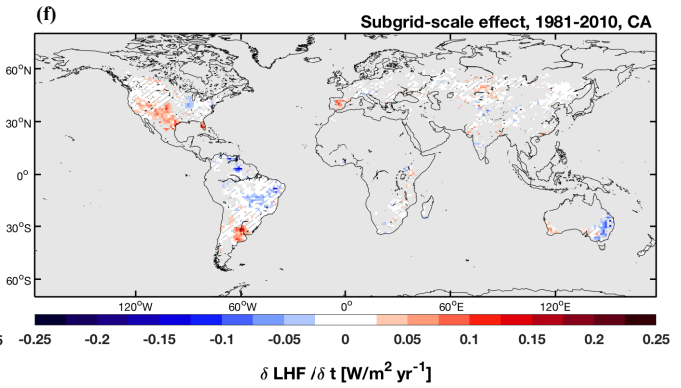 (f)
Subgrid-scale effect, 1981-2010, CA
60°N
30°N
0°
30°S
60°S
120°W 60°W 0° 60°E 120°E
-0.25 -0.2 -0.15 -0.1 -0.05 0 0.05 0.1 0.15 0.2 0.25
δ LHF /δ t [W/m² yr⁻¹]